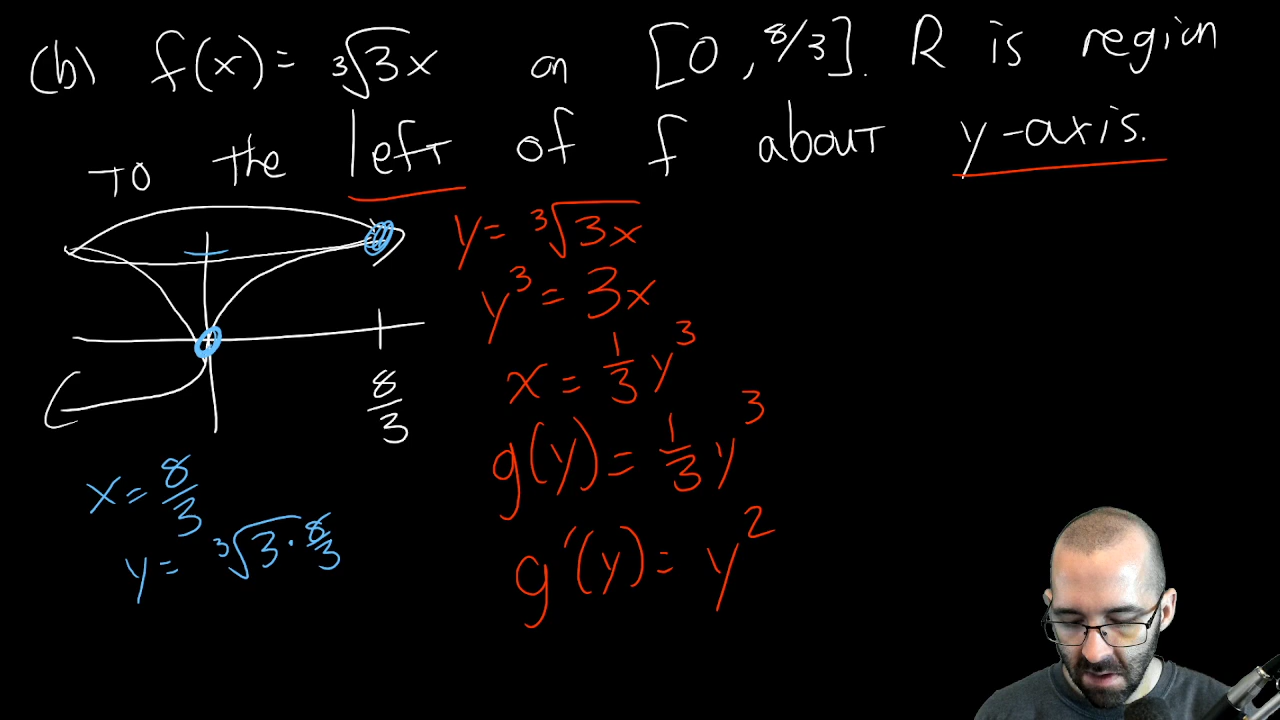 (b) f(x) = ∛3x on [0, 8/3]. R is region
to the left of f about y-axis.
8/3
x = 8/3
y = ∛3·8/3
y = ∛3x
y³ = 3x
x = 1/3 y³
g(y) = 1/3 y³
g'(y) = y²